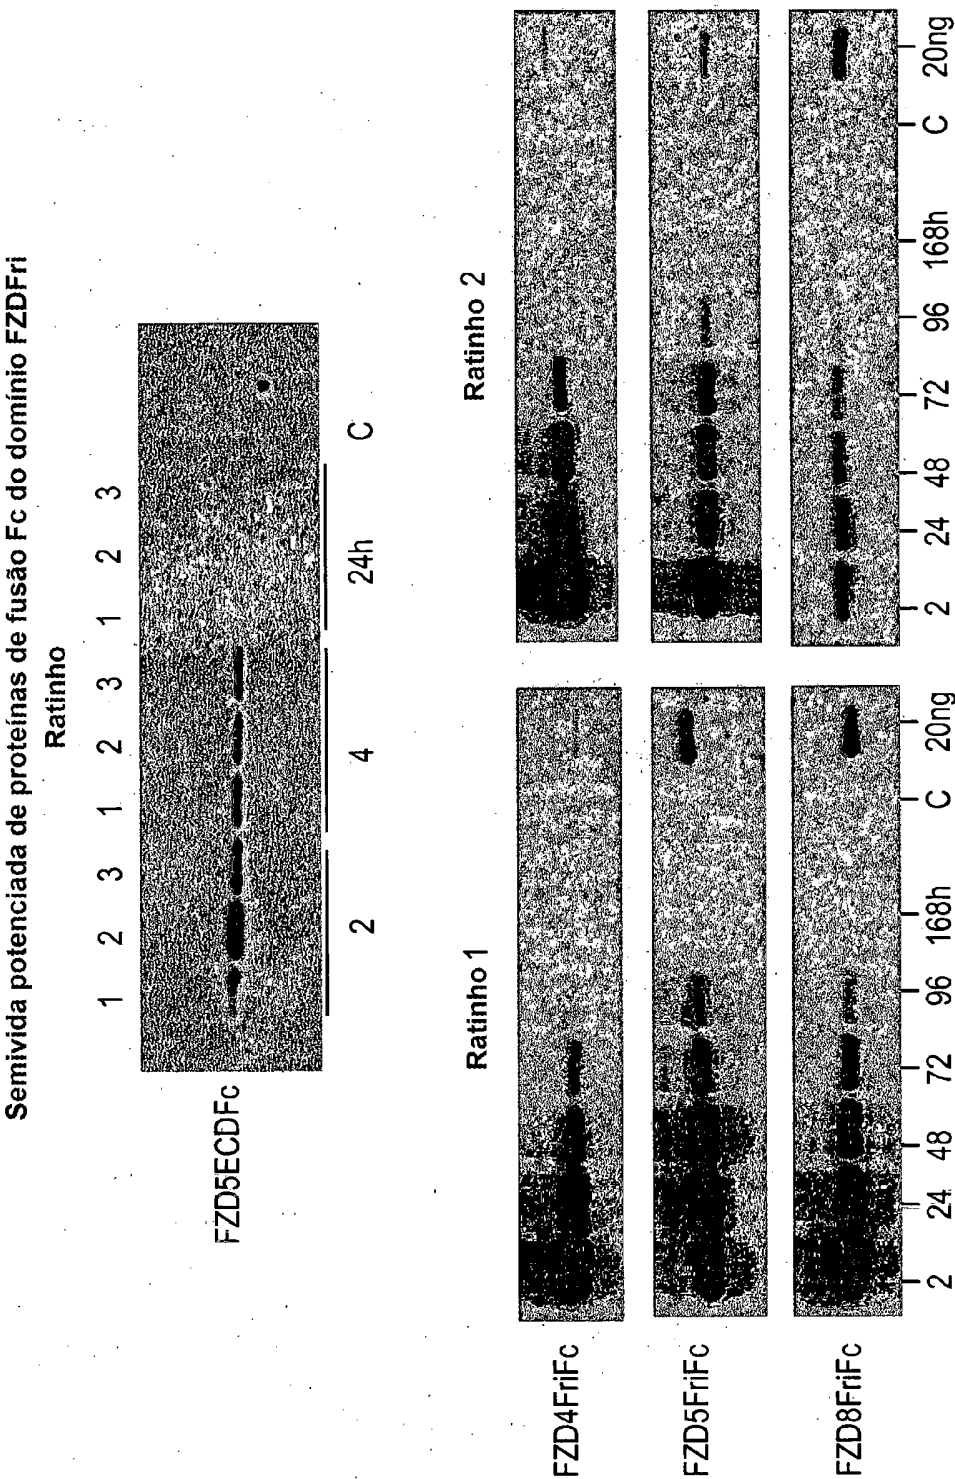 Semivida potenciada de proteínas de fusão Fc do domínio FZDFri
Ratinho
1 2 3 1 2 3 1 2 3
FZD5ECDFc
2 4 24h C
Ratinho 1
Ratinho 2
FZD4FriFc
FZD5FriFc
FZD8FriFc
2 24 48 72 96 168h C 20ng
2 24 48 72 96 168h C 20ng